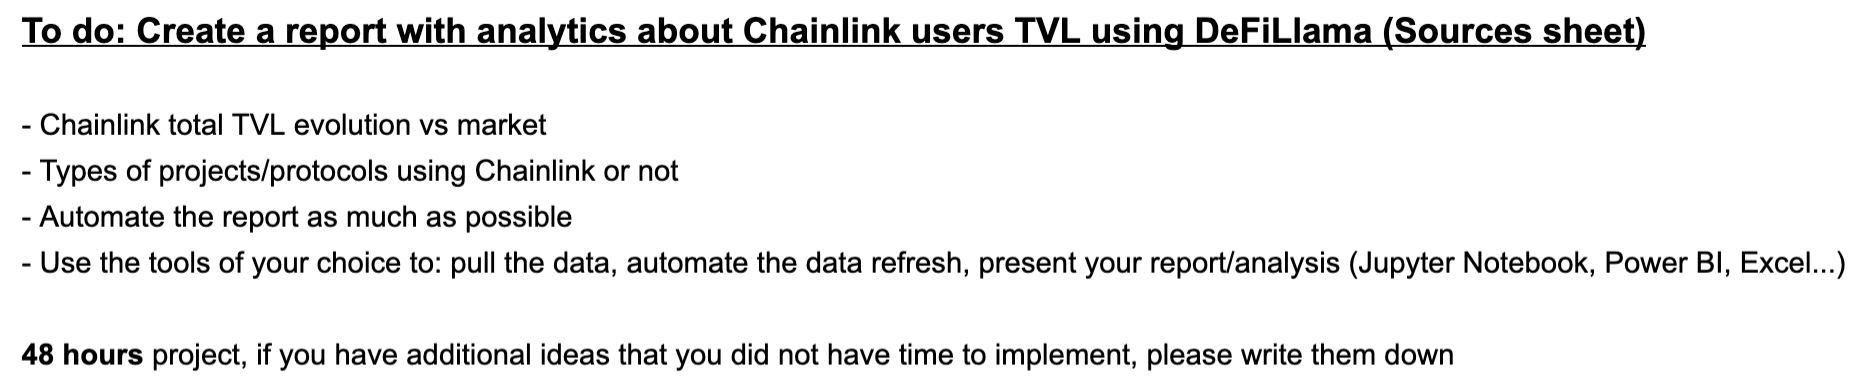 To do: Create a report with analytics about Chainlink users TVL using DeFiLlama (Sources sheet)
- Chainlink total TVL evolution vs market
- Types of projects/protocols using Chainlink or not
- Automate the report as much as possible
- Use the tools of your choice to: pull the data, automate the data refresh, present your report/analysis (Jupyter Notebook, Power BI, Excel...)
48 hours project, if you have additional ideas that you did not have time to implement, please write them down